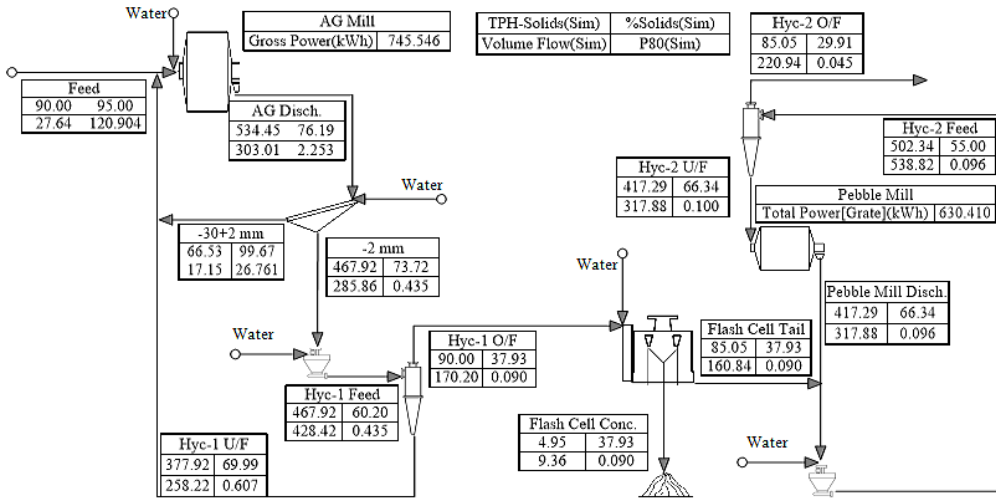 Water
AG Mill
Gross Power(kWh) 745.546
TPH-Solids(Sim) %Solids(Sim)
Volume Flow(Sim) P80(Sim)
Hyc-2 O/F
85.05 29.91
220.94 0.045
Feed
90.00 95.00
27.64 120.904
AG Disch.
534.45 76.19
303.01 2.253
Hyc-2 Feed
502.34 55.00
538.82 0.096
Hyc-2 U/F
417.29 66.34
317.88 0.100
Water
Pebble Mill
Total Power[Grate](kWh) 630.410
-30+2 mm
66.53 99.67
17.15 26.761
-2 mm
467.92 73.72
285.86 0.435
Water
Pebble Mill Disch.
417.29 66.34
317.88 0.096
Water
Hyc-1 O/F
90.00 37.93
170.20 0.090
Flash Cell Tail
85.05 37.93
160.84 0.090
Hyc-1 Feed
467.92 60.20
428.42 0.435
Flash Cell Conc.
4.95 37.93
9.36 0.090
Hyc-1 U/F
377.92 69.99
258.22 0.607
Water